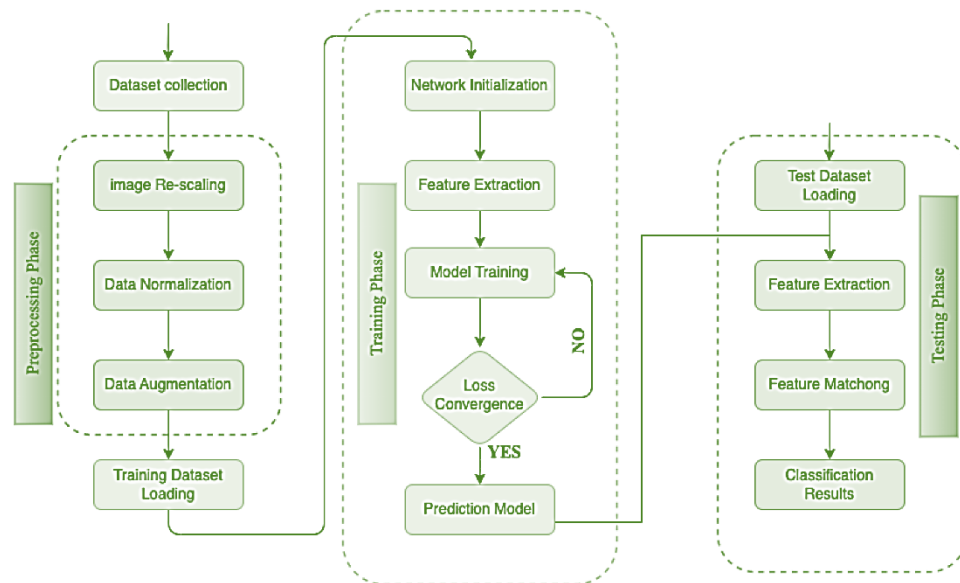 Dataset collection
image Re-scaling
Data Normalization
Data Augmentation
Training Dataset
Loading
Preprocessing Phase
Network Initialization
Feature Extraction
Model Training
Loss
Convergence
NO
YES
Prediction Model
Training Phase
Test Dataset
Loading
Feature Extraction
Feature Matchong
Classification
Results
Testing Phase